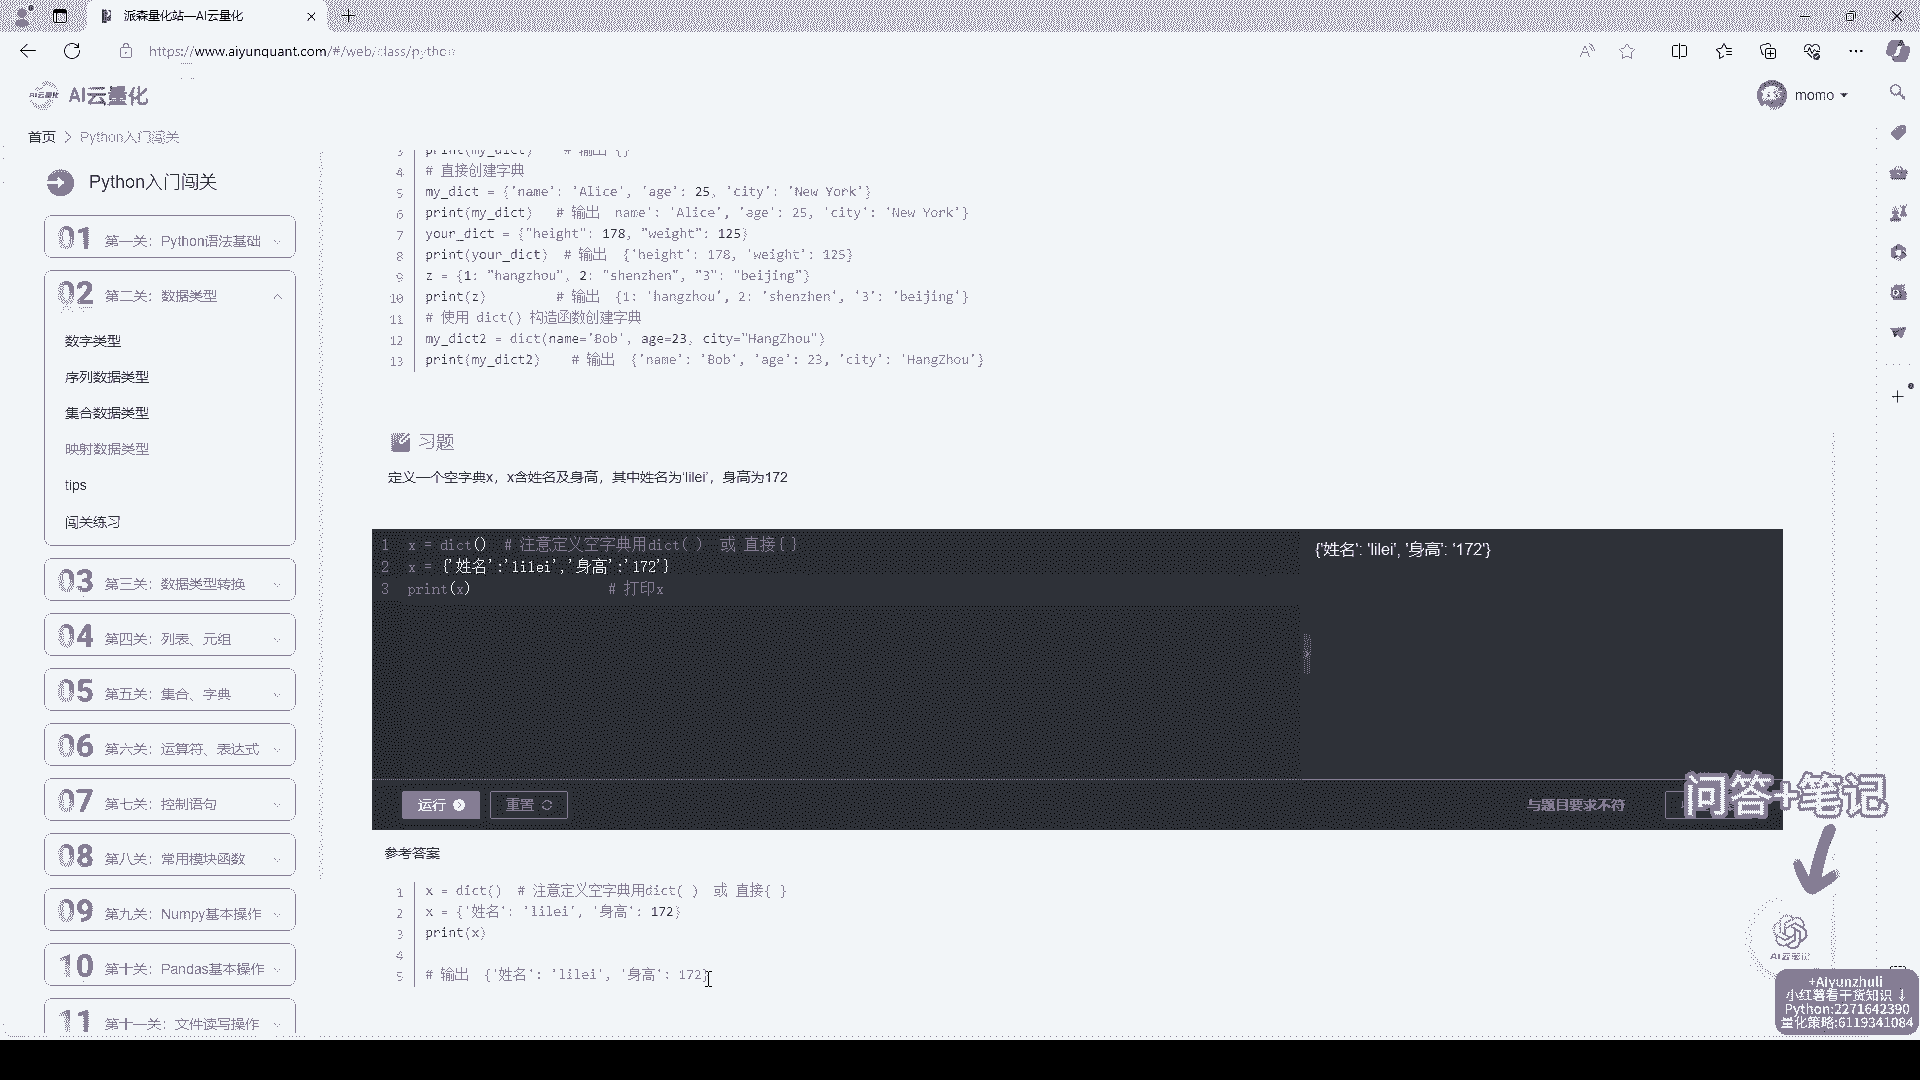 派森量化站—AI云量化
https://www.aiyunquant.com/#/web/class/python
AI云量化
AI云量化
momo
首页 > Python入门闯关
Python入门闯关
01 第一关：Python语法基础
02 第二关：数据类型
数字类型
序列数据类型
集合数据类型
映射数据类型
tips
闯关练习
03 第三关：数据类型转换
04 第四关：列表、元组
05 第五关：集合、字典
06 第六关：运算符、表达式
07 第七关：控制语句
08 第八关：常用模块函数
09 第九关：Numpy基本操作
10 第十关：Pandas基本操作
11 第十一关：文件读写操作
3 print(my_dict) # 输出 {}
4 # 直接创建字典
5 my_dict = {'name': 'Alice', 'age': 25, 'city': 'New York'}
6 print(my_dict) # 输出 name': 'Alice', 'age': 25, 'city': 'New York'}
7 your_dict = {"height": 178, "weight": 125}
8 print(your_dict) # 输出 {'height': 178, 'weight': 125}
9 z = {1: "hangzhou", 2: "shenzhen", "3": "beijing"}
10 print(z) # 输出 {1: 'hangzhou', 2: 'shenzhen', '3': 'beijing'}
11 # 使用 dict() 构造函数创建字典
12 my_dict2 = dict(name='Bob', age=23, city="HangZhou")
13 print(my_dict2) # 输出 {'name': 'Bob', 'age': 23, 'city': 'HangZhou'}
习题
定义一个空字典x，x含姓名及身高，其中姓名为'lilei'，身高为172
1 x = dict() # 注意定义空字典用dict( ) 或 直接{ }
2 x = {'姓名':'lilei','身高':'172'}
3 print(x) # 打印x
{'姓名': 'lilei', '身高': '172'}
运行
重置
与题目要求不符
问答+笔记
参考答案
1 x = dict() # 注意定义空字典用dict( ) 或 直接{ }
2 x = {'姓名': 'lilei', '身高': 172}
3 print(x)
4
5 # 输出 {'姓名': 'lilei', '身高': 172}
AI云笔记
+Aiyunzhuli
小红薯看干货知识 ↓
Python:2271642390
量化策略:6119341084